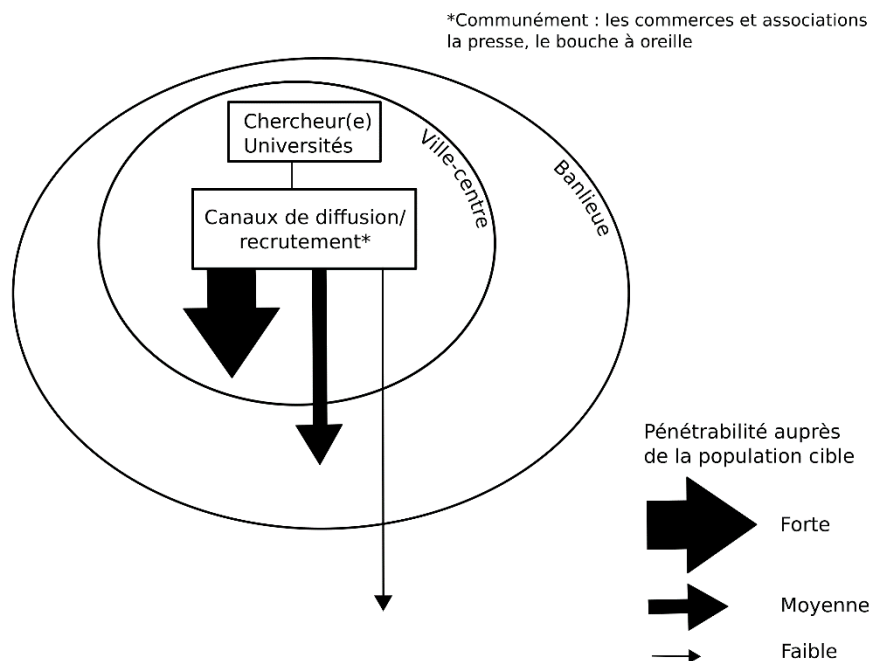 *Communément : les commerces et associations
la presse, le bouche à oreille
Chercheur(e)
Universités
Ville-centre
Banlieue
Canaux de diffusion/
recrutement*
Pénétrabilité auprès
de la population cible
Forte
Moyenne
Faible